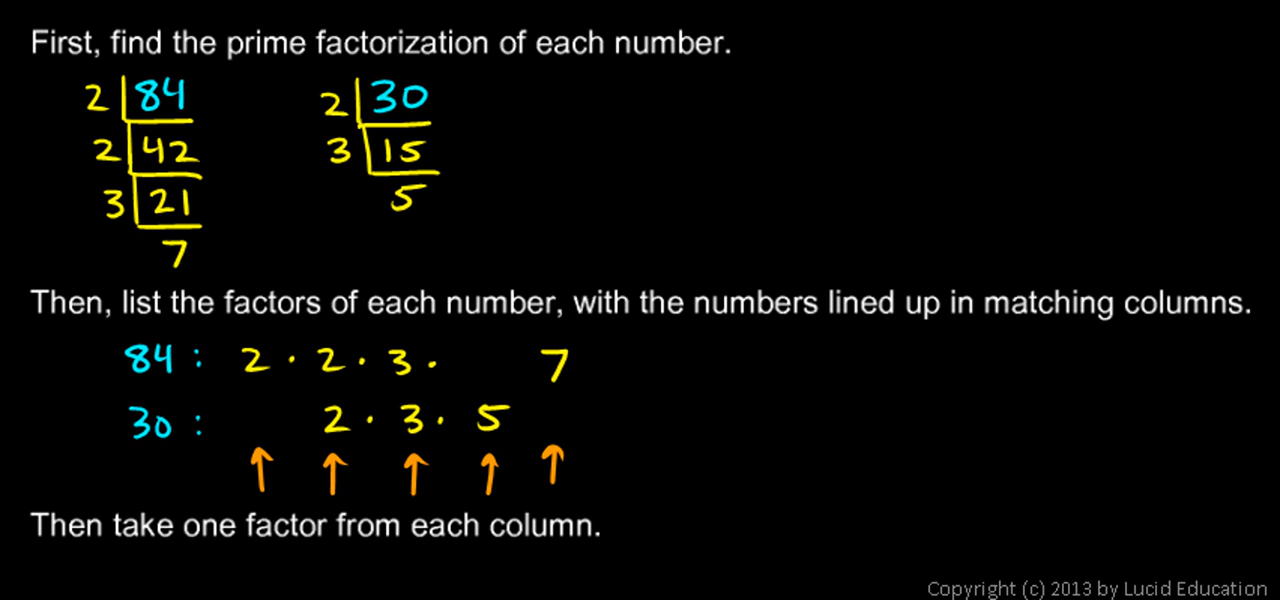 First, find the prime factorization of each number.
2 84 2 30
2 42 3 15
3 21 5
7
Then, list the factors of each number, with the numbers lined up in matching columns.
84 : 2 · 2 · 3 · 7
30 : 2 · 3 · 5
↑ ↑ ↑ ↑ ↑
Then take one factor from each column.
Copyright (c) 2013 by Lucid Education